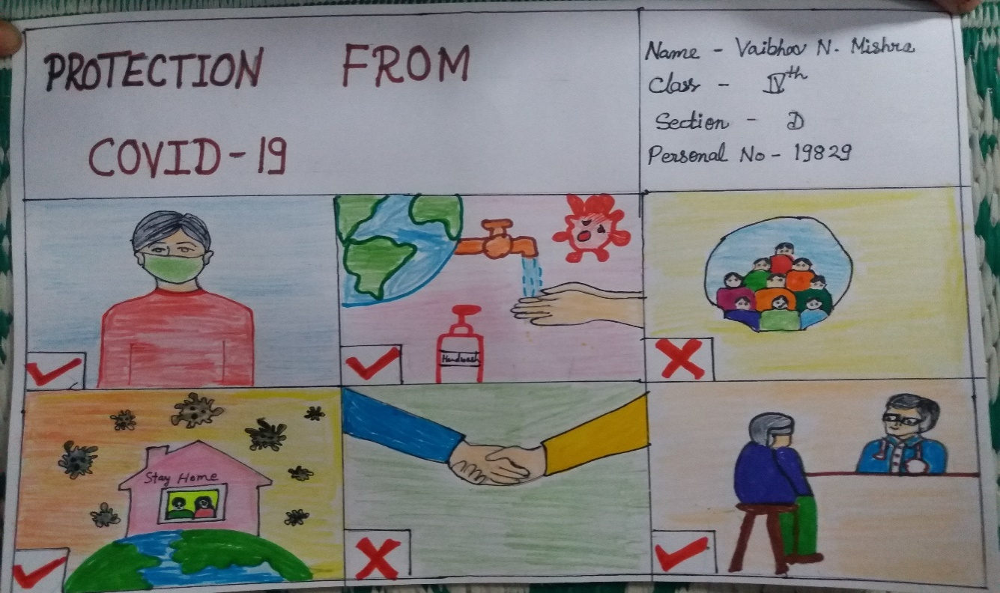 PROTECTION FROM
COVID-19
Name - Vaibhav N. Mishra
Class - IVth
Section - D
Personal No - 19829
Handwash
Stay Home